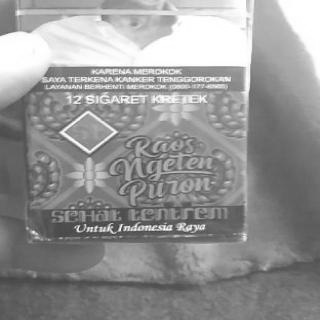 KARENA MEROKOK
SAYA TERKENA KANKER TENGGOROKAN
LAYANAN BERHENTI MEROKOK (0800-177-6565)
12 SIGARET KRETEK
Raos
Ngeten
Puron
SEHAT TENTREM
Untuk Indonesia Raya